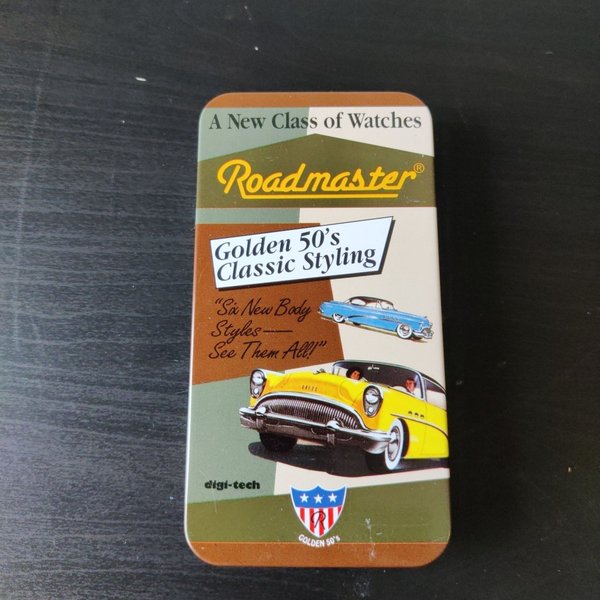 A New Class of Watches
Roadmaster®
Golden 50's
Classic Styling
"Six New Body
Styles—
See Them All!"
BUICK
digi-tech
R
GOLDEN 50's